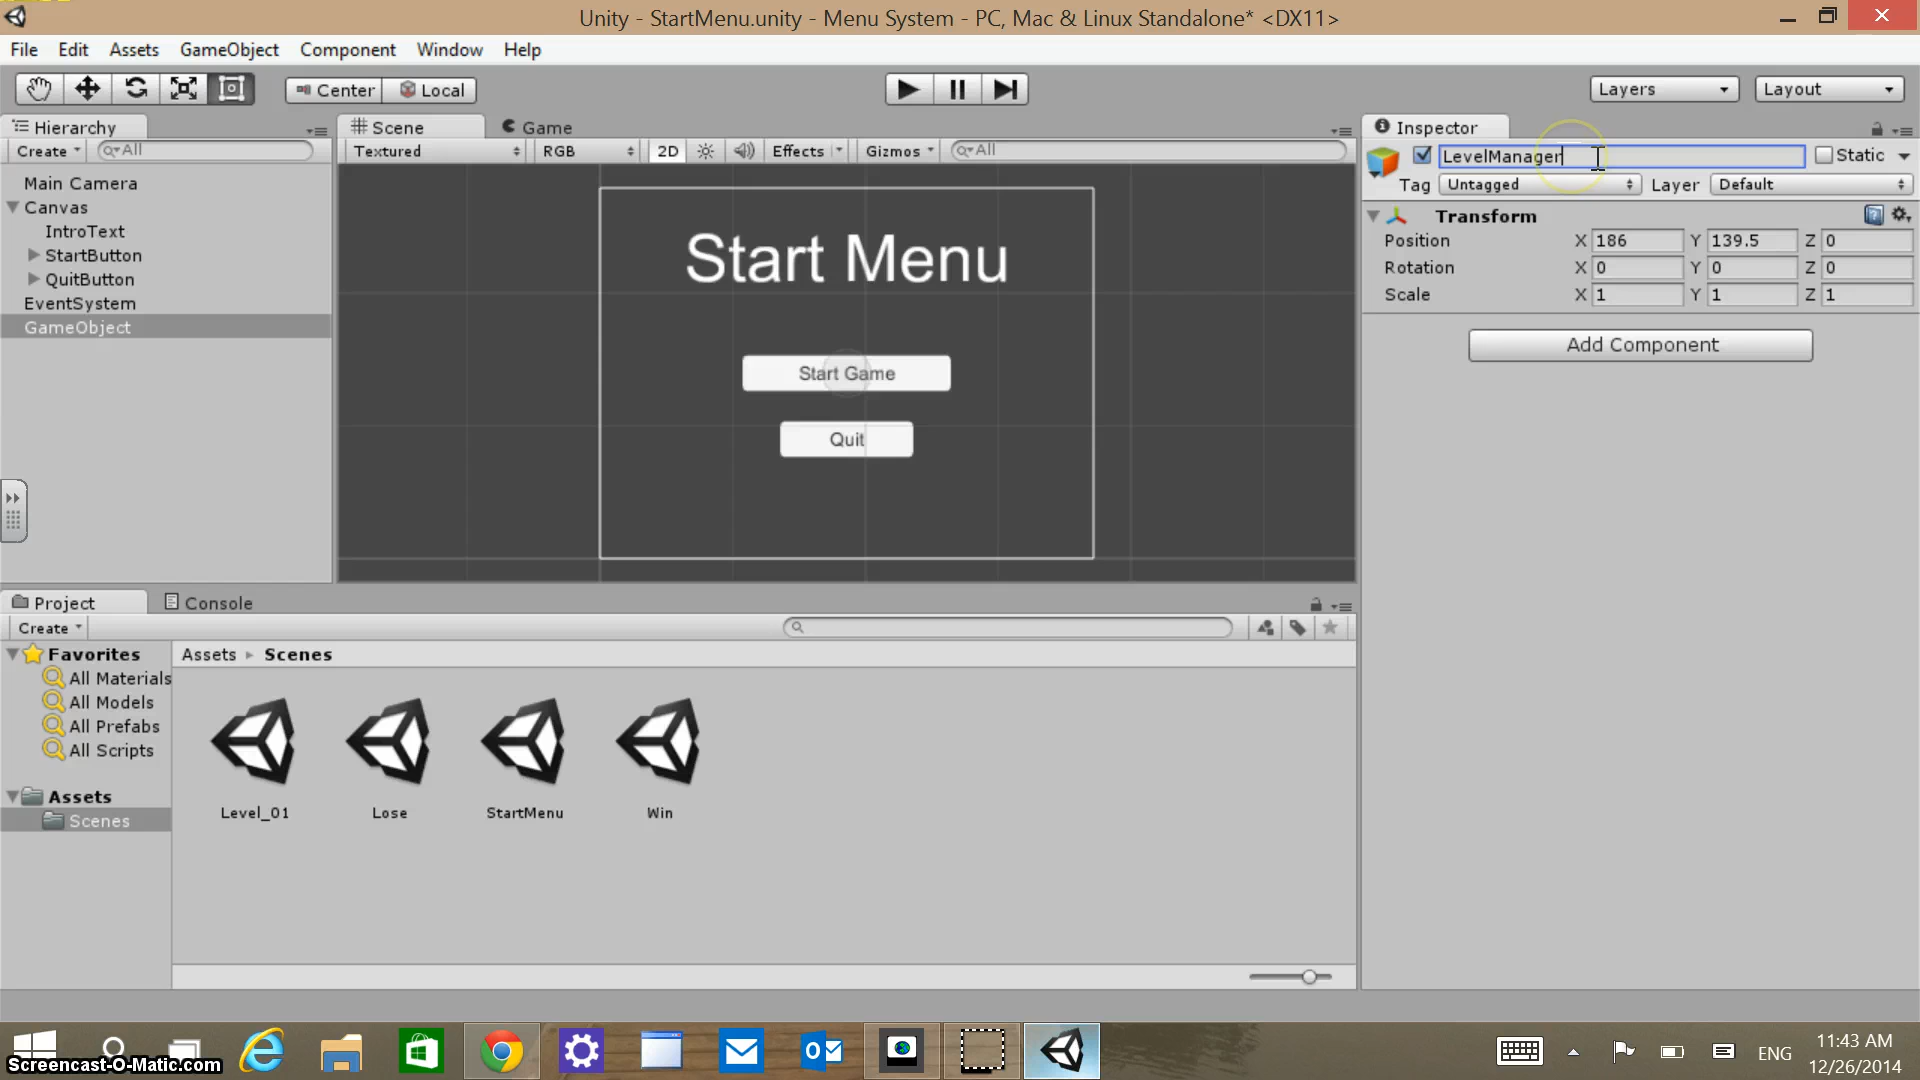 Unity - StartMenu.unity - Menu System - PC, Mac & Linux Standalone* <DX11>
File Edit Assets GameObject Component Window Help
Center Local Layers Layout
Hierarchy Scene Game Inspector
Create All Textured RGB 2D Effects Gizmos All
LevelManager Static
Tag Untagged Layer Default
Main Camera
Canvas
IntroText
StartButton
QuitButton
EventSystem
GameObject
Start Menu
Start Game
Quit
Transform
Position X 186 Y 139.5 Z 0
Rotation X 0 Y 0 Z 0
Scale X 1 Y 1 Z 1
Add Component
Project Console
Create
Favorites
All Materials
All Models
All Prefabs
All Scripts
Assets
Scenes
Assets Scenes
Level_01 Lose StartMenu Win
Screencast-O-Matic.com
ENG
11:43 AM
12/26/2014